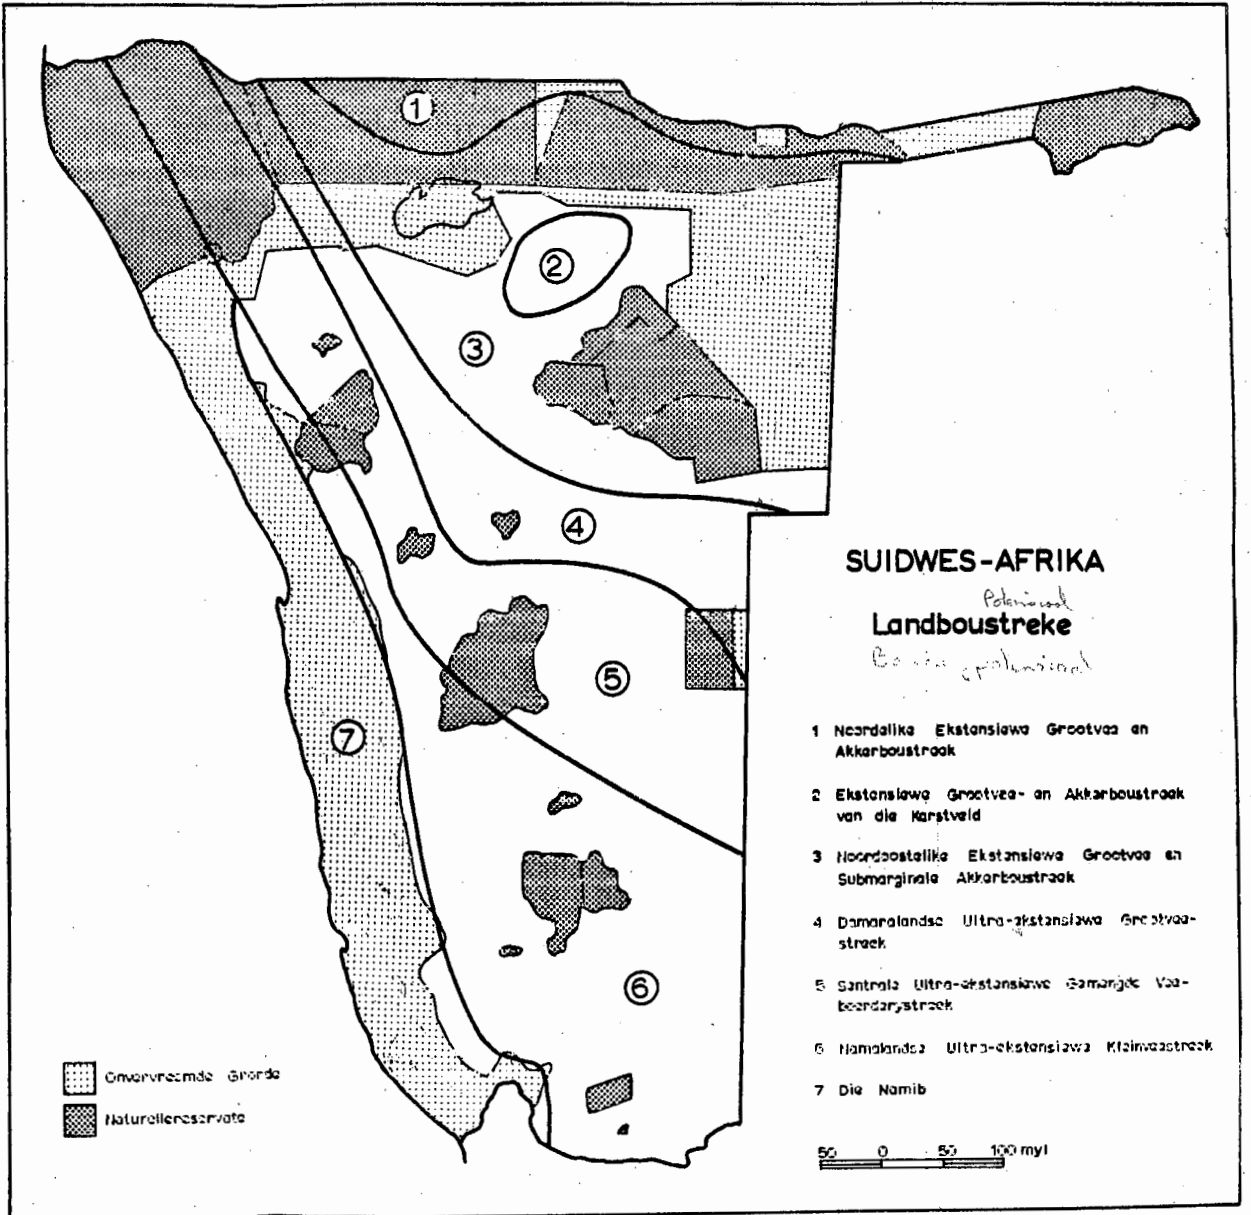 1
2
3
4
5
6
7
SUIDWES-AFRIKA
Potensiaal
Landboustreke
potensiaal
1 Noordelike Ekstensiewe Grootvee en
Akkerboustreek
2 Ekstensiewe Grootvee- en Akkerboustreek
van die Karstveld
3 Noordoostelike Ekstensiewe Grootvee en
Submarginale Akkerboustreek
4 Damaralandse Ultra-ekstensiewe Grootvee-
streek
5 Sentrale Ultra-ekstensiewe Gemengde Vee-
boerderystreek
6 Namalandse Ultra-ekstensiewe Kleinveestreek
7 Die Namib
Onvervreemde Gronde
Naturellereservate
50 0 50 100 myl